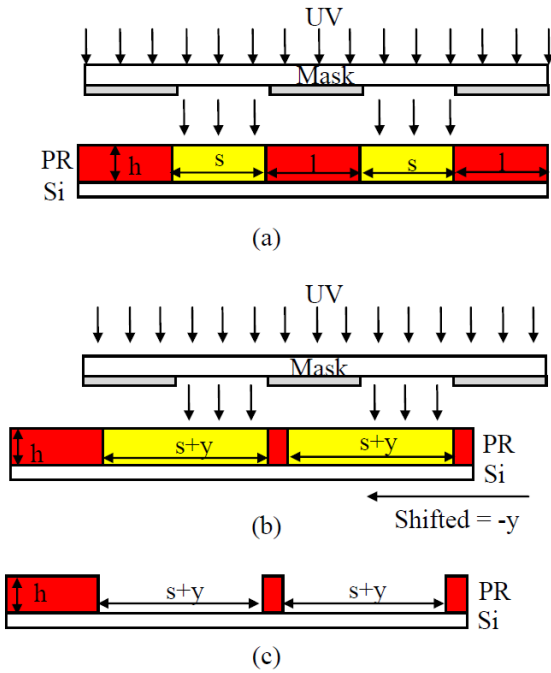 UV
Mask
PR h s l s l
Si
(a)
UV
Mask
h s+y s+y PR
Si
Shifted = -y
(b)
h s+y s+y PR
Si
(c)